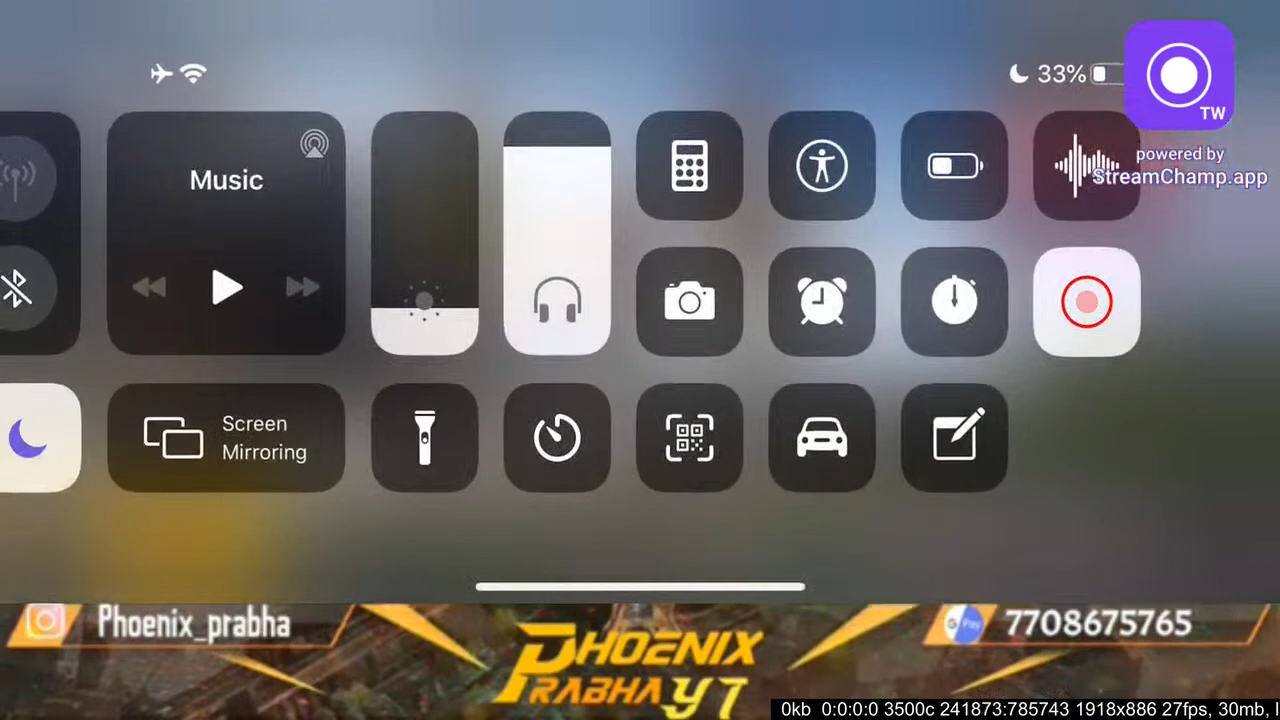 33%
TW
powered by
StreamChamp.app
Music
Screen
Mirroring
Phoenix_prabha
PHOENIX
PRABHA YT
G Pay
7708675765
0kb 0:0:0:0 3500c 241873:785743 1918x886 27fps, 30mb,